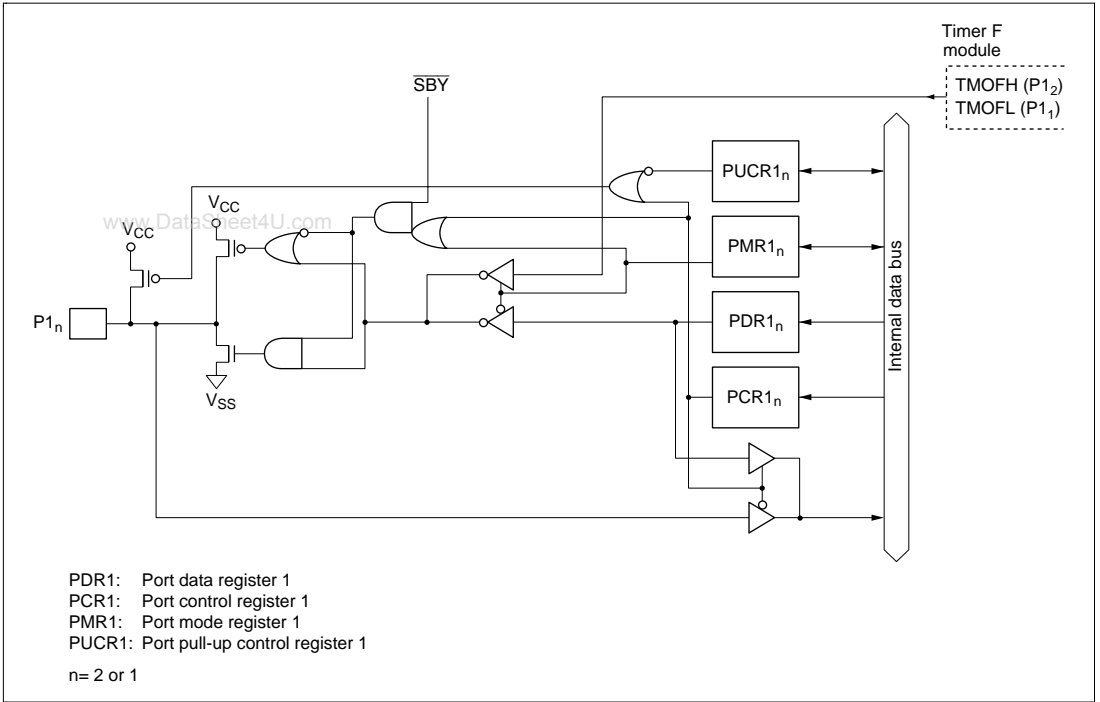 Timer F
module
TMOFH (P1₂)
TMOFL (P1₁)
S̅B̅Y̅
PUCR1ₙ
PMR1ₙ
PDR1ₙ
PCR1ₙ
Internal data bus
www.DataSheet4U.com
V_CC
V_CC
P1ₙ
V_SS
PDR1: Port data register 1
PCR1: Port control register 1
PMR1: Port mode register 1
PUCR1: Port pull-up control register 1
n= 2 or 1